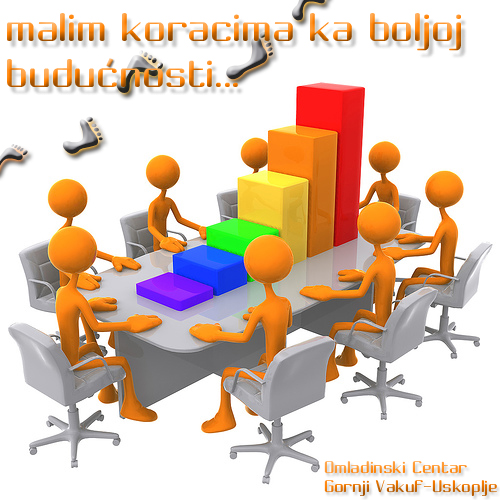 malim koracima ka boljoj
budućnosti...
Omladinski Centar
Gornji Vakuf-Uskoplje